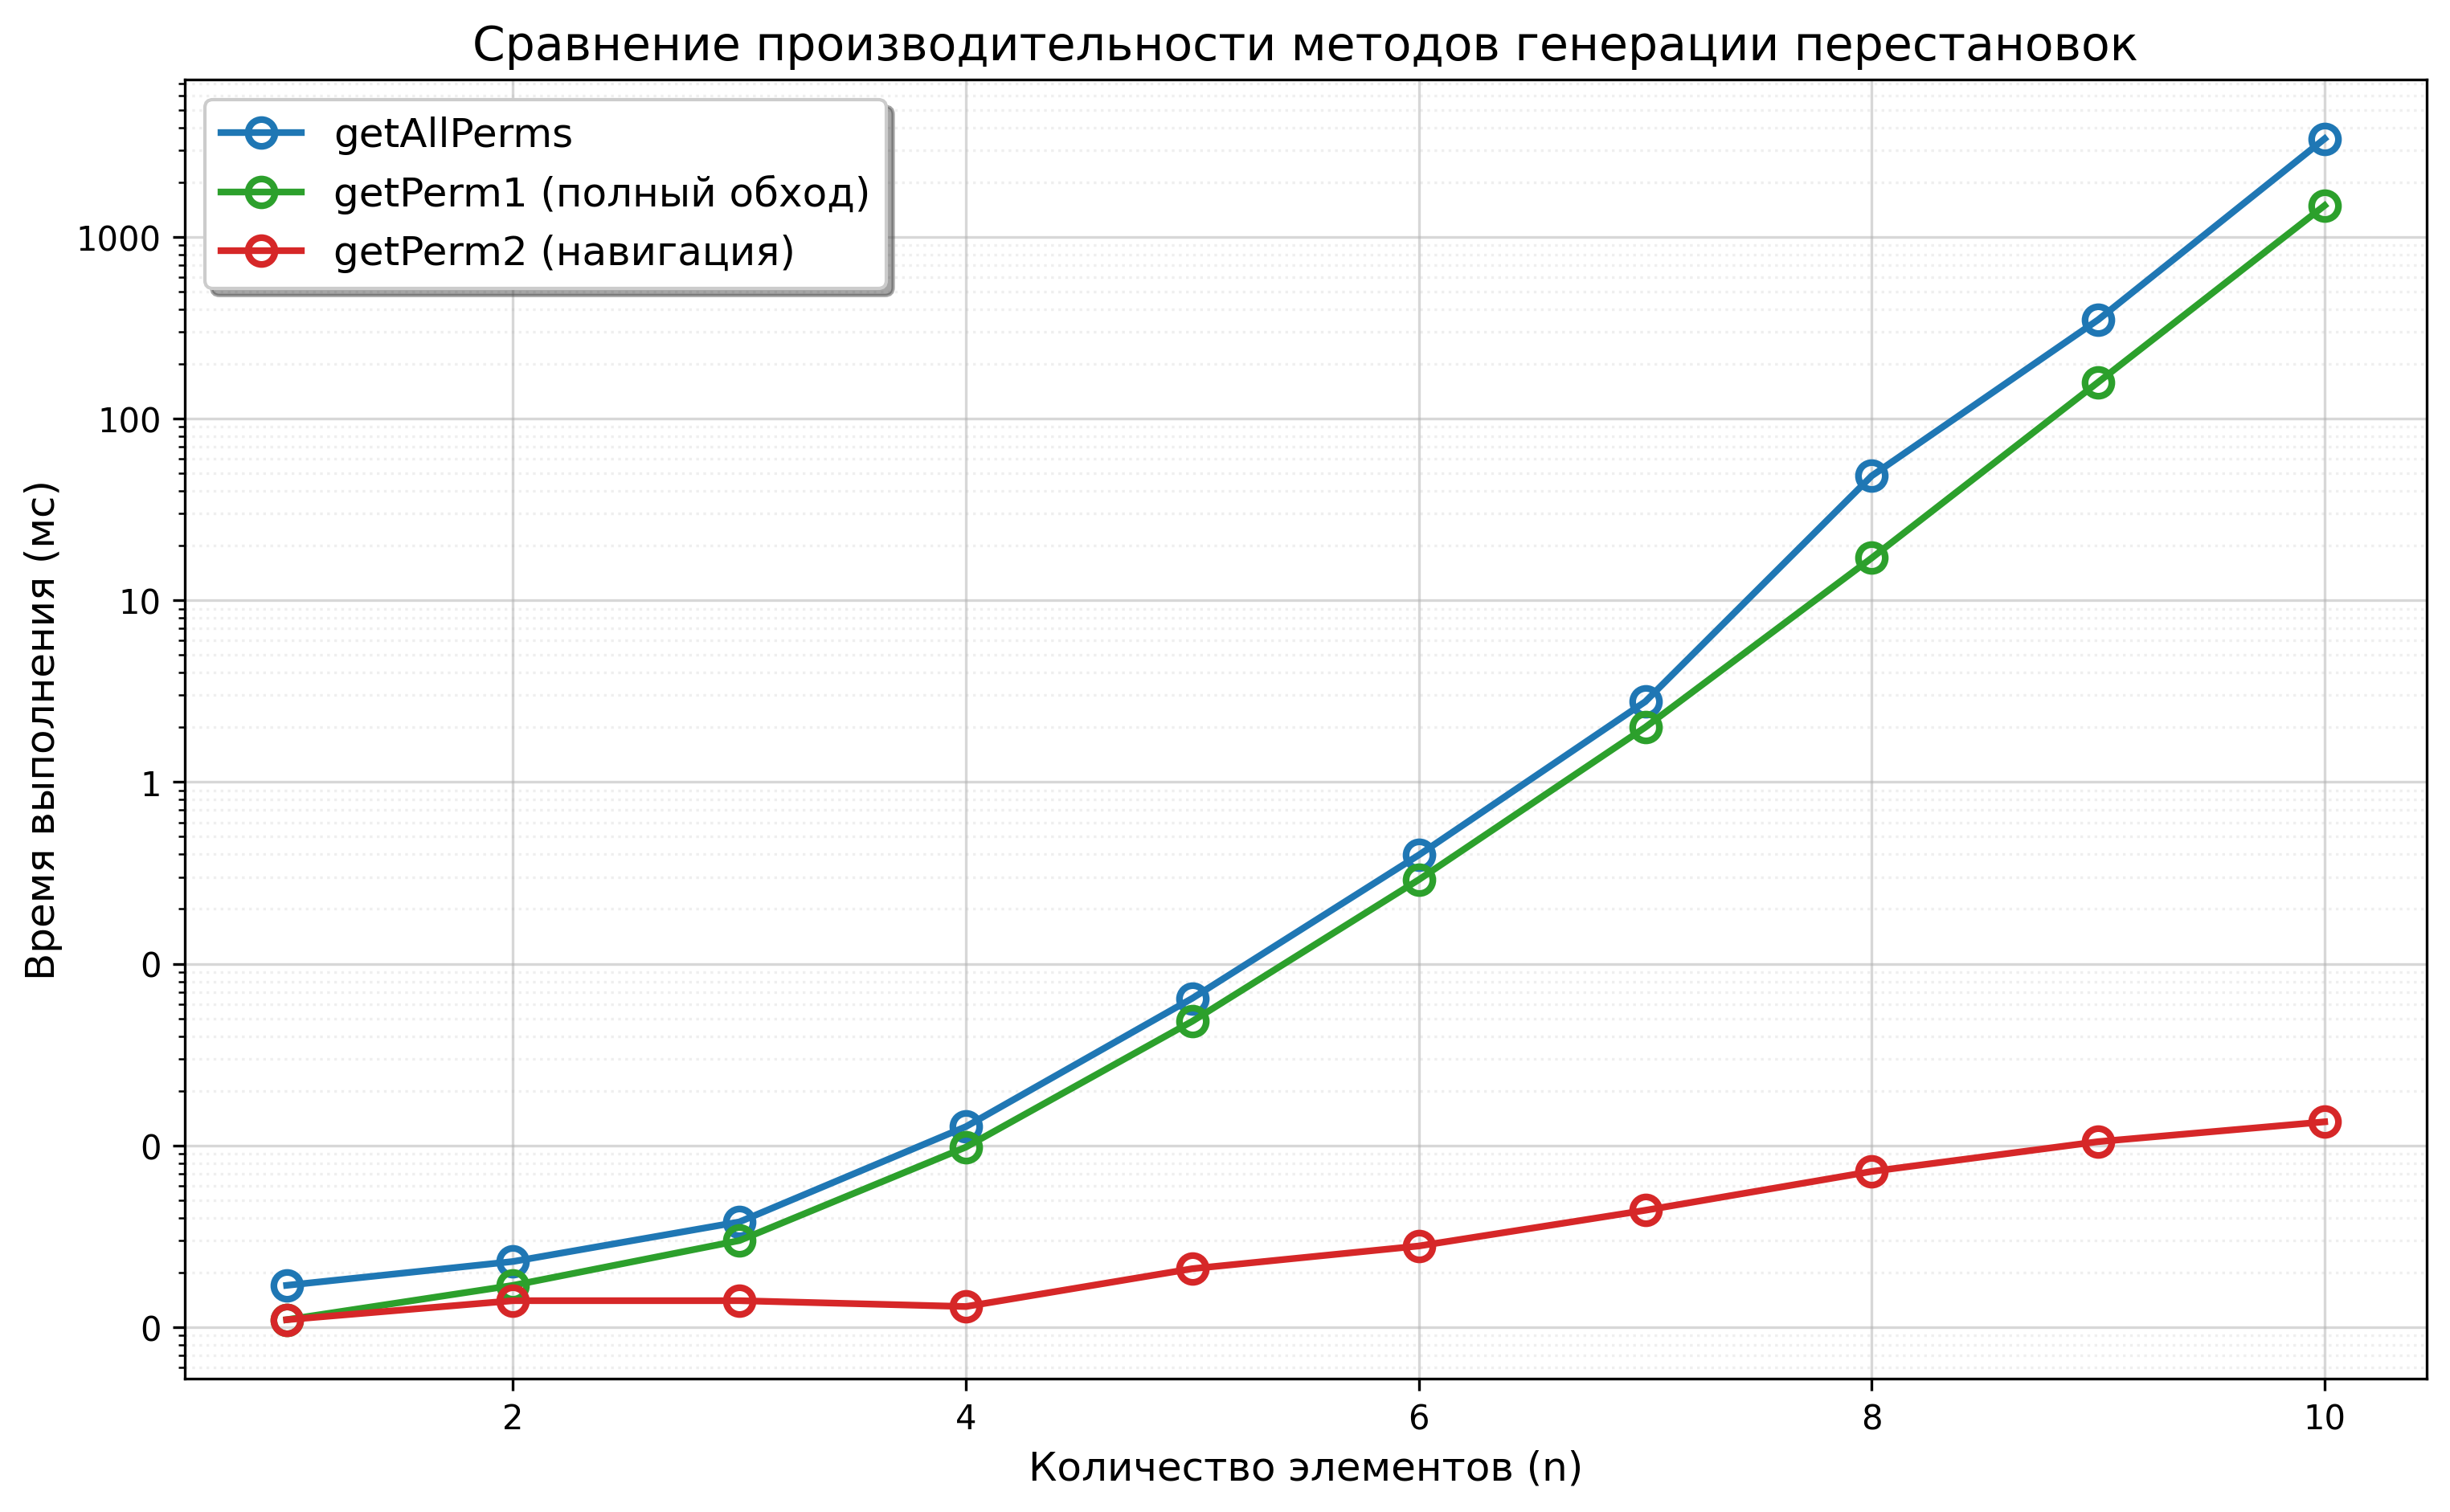 Сравнение производительности методов генерации перестановок
getAllPerms
getPerm1 (полный обход)
getPerm2 (навигация)
Время выполнения (мс)
1000
100
10
1
0
0
0
2
4
6
8
10
Количество элементов (n)